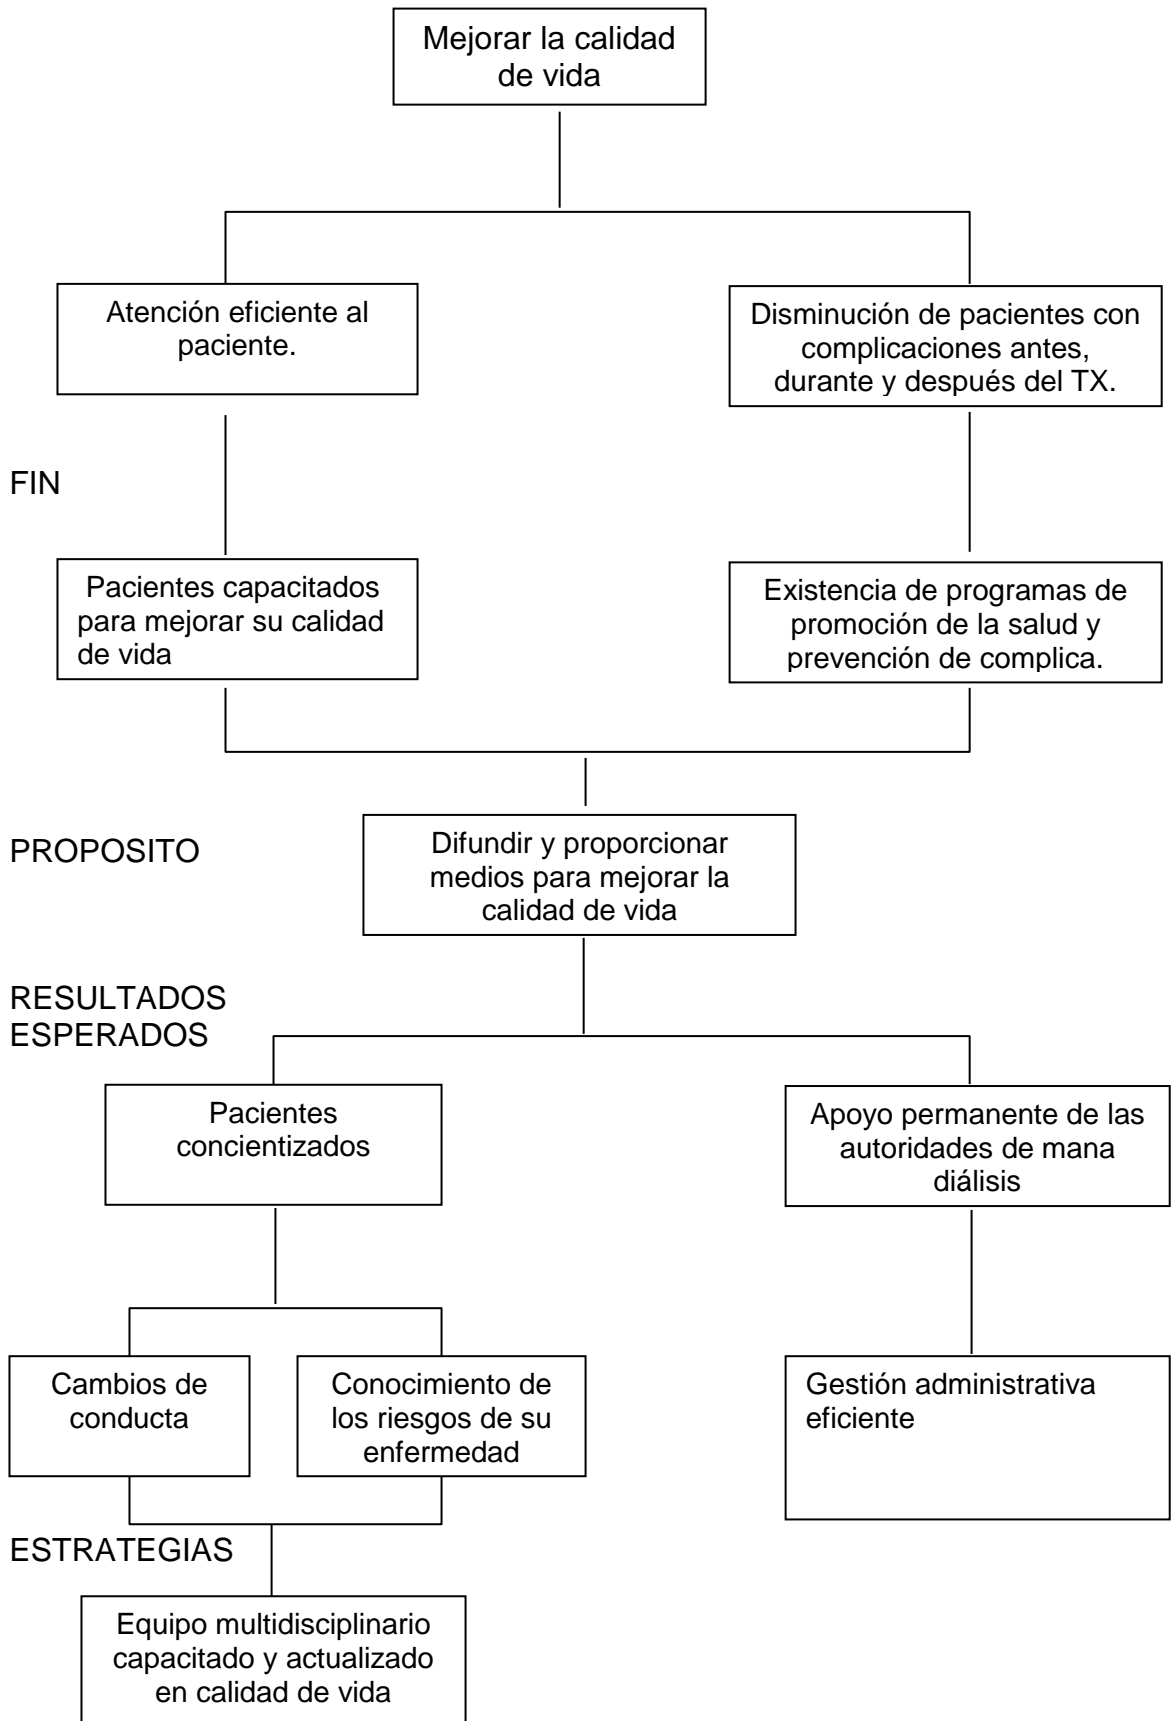 Mejorar la calidad
de vida
Atención eficiente al
paciente.
Disminución de pacientes con
complicaciones antes,
durante y después del TX.
FIN
Pacientes capacitados
para mejorar su calidad
de vida
Existencia de programas de
promoción de la salud y
prevención de complica.
PROPOSITO
Difundir y proporcionar
medios para mejorar la
calidad de vida
RESULTADOS
ESPERADOS
Pacientes
concientizados
Apoyo permanente de las
autoridades de mana
diálisis
Cambios de
conducta
Conocimiento de
los riesgos de su
enfermedad
Gestión administrativa
eficiente
ESTRATEGIAS
Equipo multidisciplinario
capacitado y actualizado
en calidad de vida